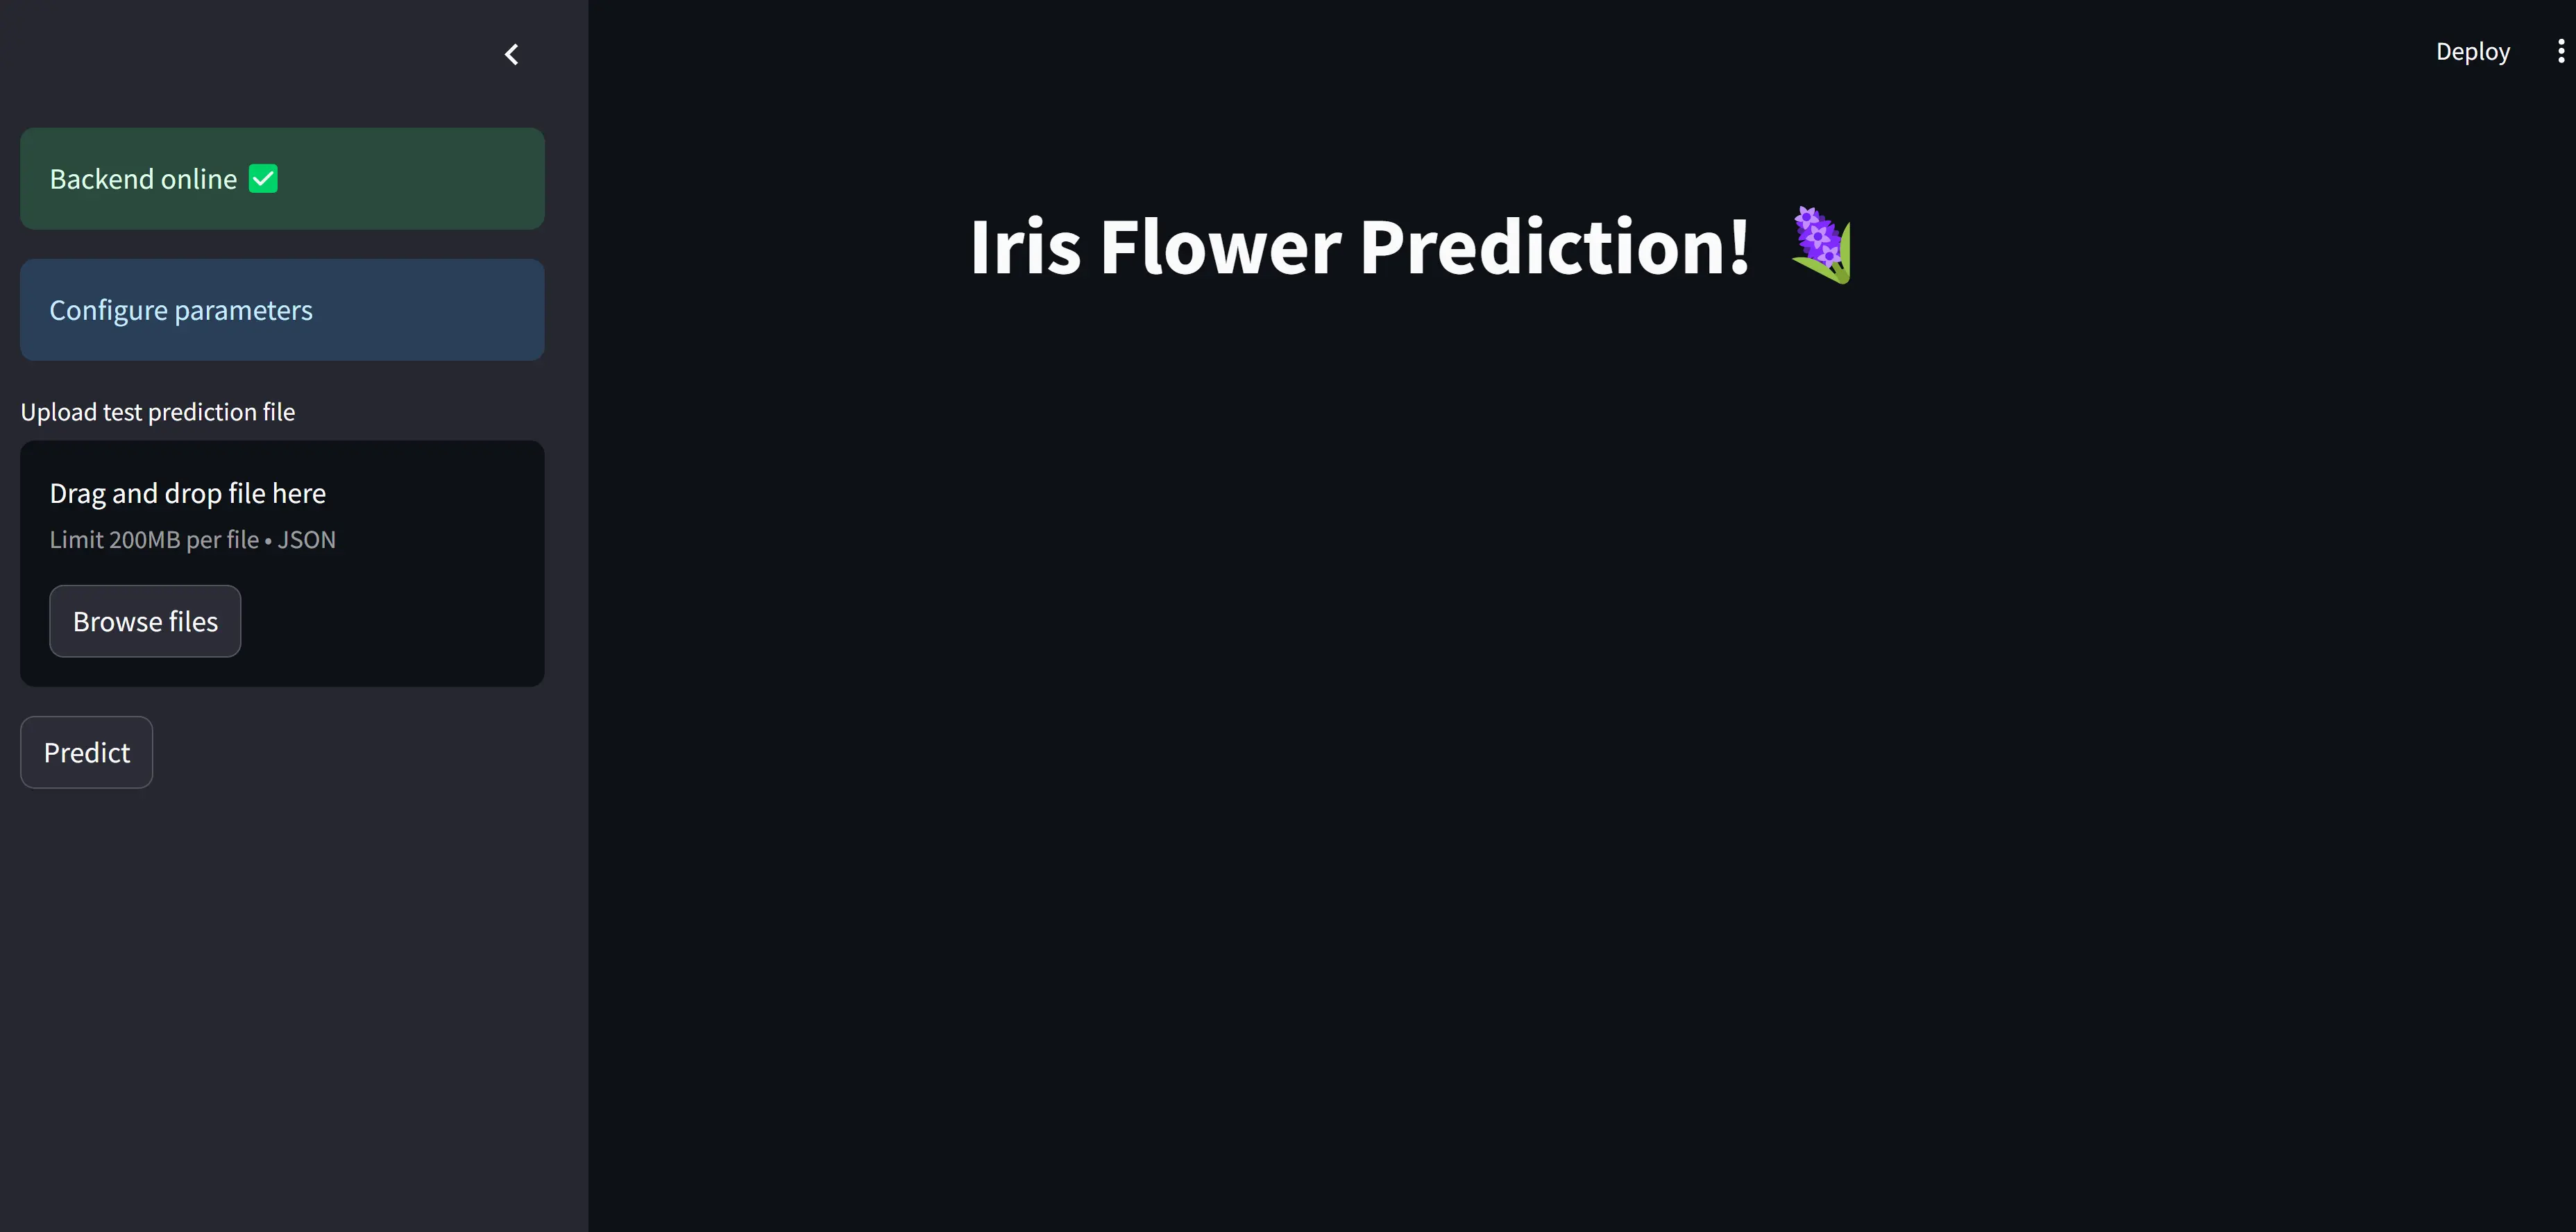 Deploy
Backend online ✅
Configure parameters
Upload test prediction file
Drag and drop file here
Limit 200MB per file • JSON
Browse files
Predict
Iris Flower Prediction! 🪻